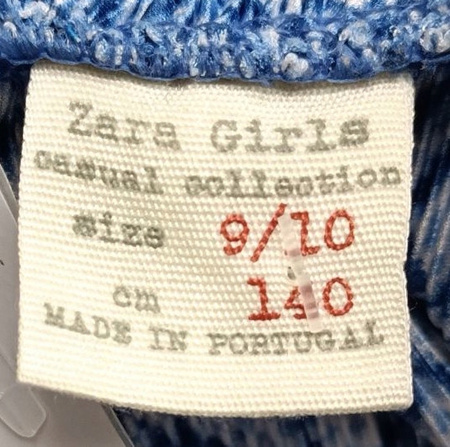 Zara Girls
casual collection
size 9/10
cm 140
MADE IN PORTUGAL